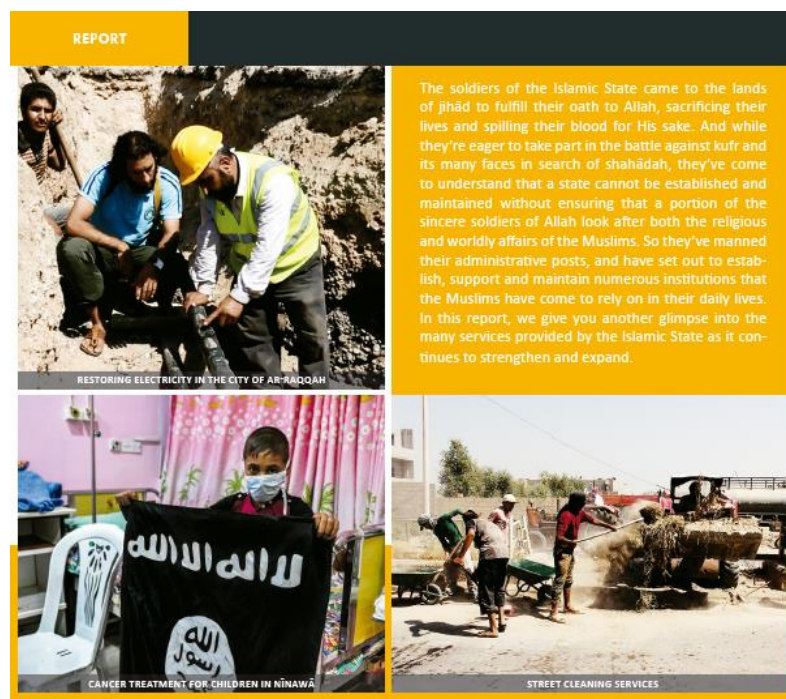 REPORT
The soldiers of the Islamic State came to the lands
of jihād to fulfill their oath to Allah, sacrificing their
lives and spilling their blood for His sake. And while
they're eager to take part in the battle against kufr and
its many faces in search of shahādah, they've come
to understand that a state cannot be established and
maintained without ensuring that a portion of the
sincere soldiers of Allah look after both the religious
and worldly affairs of the Muslims. So they've manned
their administrative posts, and have set out to estab-
lish, support and maintain numerous institutions that
the Muslims have come to rely on in their daily lives.
In this report, we give you another glimpse into the
many services provided by the Islamic State as it con-
tinues to strengthen and expand.
RESTORING ELECTRICITY IN THE CITY OF AR-RAQQAH
لا اله الا الله
الله
رسول
CANCER TREATMENT FOR CHILDREN IN NĪNAWĀ
STREET CLEANING SERVICES